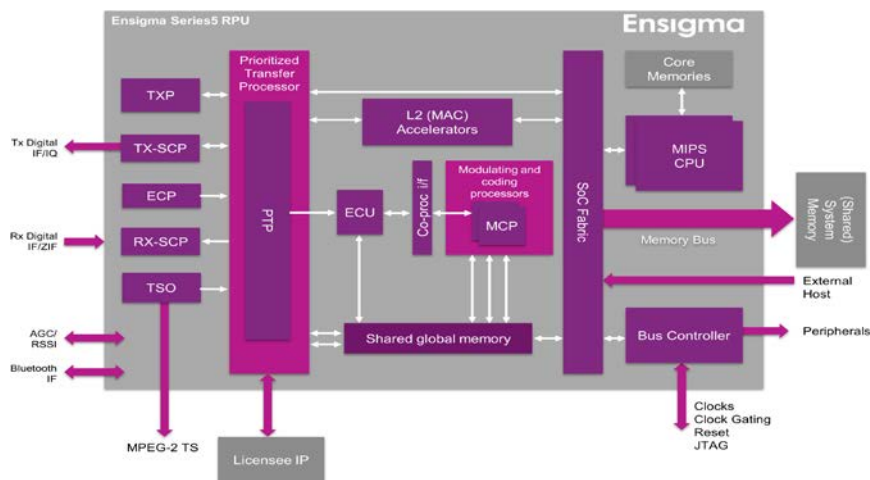 Ensigma Series5 RPU
Ensigma
Prioritized
Transfer
Processor
Core
Memories
TXP
L2 (MAC)
Accelerators
Tx Digital
IF/IQ
TX-SCP
MIPS
CPU
Modulating and
coding
processors
ECP
PTP
ECU
Co-proc i/f
MCP
SoC Fabric
(Shared)
System
Memory
Rx Digital
IF/ZIF
RX-SCP
Memory Bus
TSO
External
Host
AGC/
RSSI
Shared global memory
Bus Controller
Peripherals
Bluetooth
IF
Clocks
Clock Gating
Reset
JTAG
MPEG-2 TS
Licensee IP